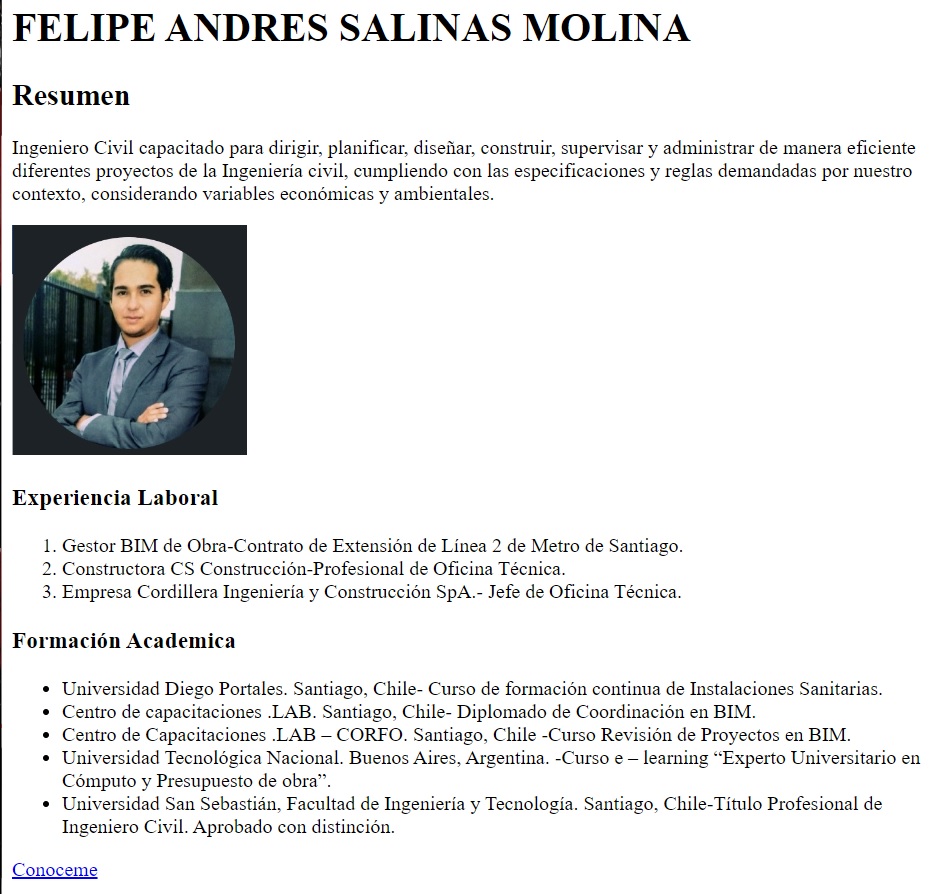 FELIPE ANDRES SALINAS MOLINA
Resumen
Ingeniero Civil capacitado para dirigir, planificar, diseñar, construir, supervisar y administrar de manera eficiente
diferentes proyectos de la Ingeniería civil, cumpliendo con las especificaciones y reglas demandadas por nuestro
contexto, considerando variables económicas y ambientales.
Experiencia Laboral
1. Gestor BIM de Obra-Contrato de Extensión de Línea 2 de Metro de Santiago.
2. Constructora CS Construcción-Profesional de Oficina Técnica.
3. Empresa Cordillera Ingeniería y Construcción SpA.- Jefe de Oficina Técnica.
Formación Academica
• Universidad Diego Portales. Santiago, Chile- Curso de formación continua de Instalaciones Sanitarias.
• Centro de capacitaciones .LAB. Santiago, Chile- Diplomado de Coordinación en BIM.
• Centro de Capacitaciones .LAB – CORFO. Santiago, Chile -Curso Revisión de Proyectos en BIM.
• Universidad Tecnológica Nacional. Buenos Aires, Argentina. -Curso e – learning “Experto Universitario en
Cómputo y Presupuesto de obra”.
• Universidad San Sebastián, Facultad de Ingeniería y Tecnología. Santiago, Chile-Título Profesional de
Ingeniero Civil. Aprobado con distinción.
Conoceme